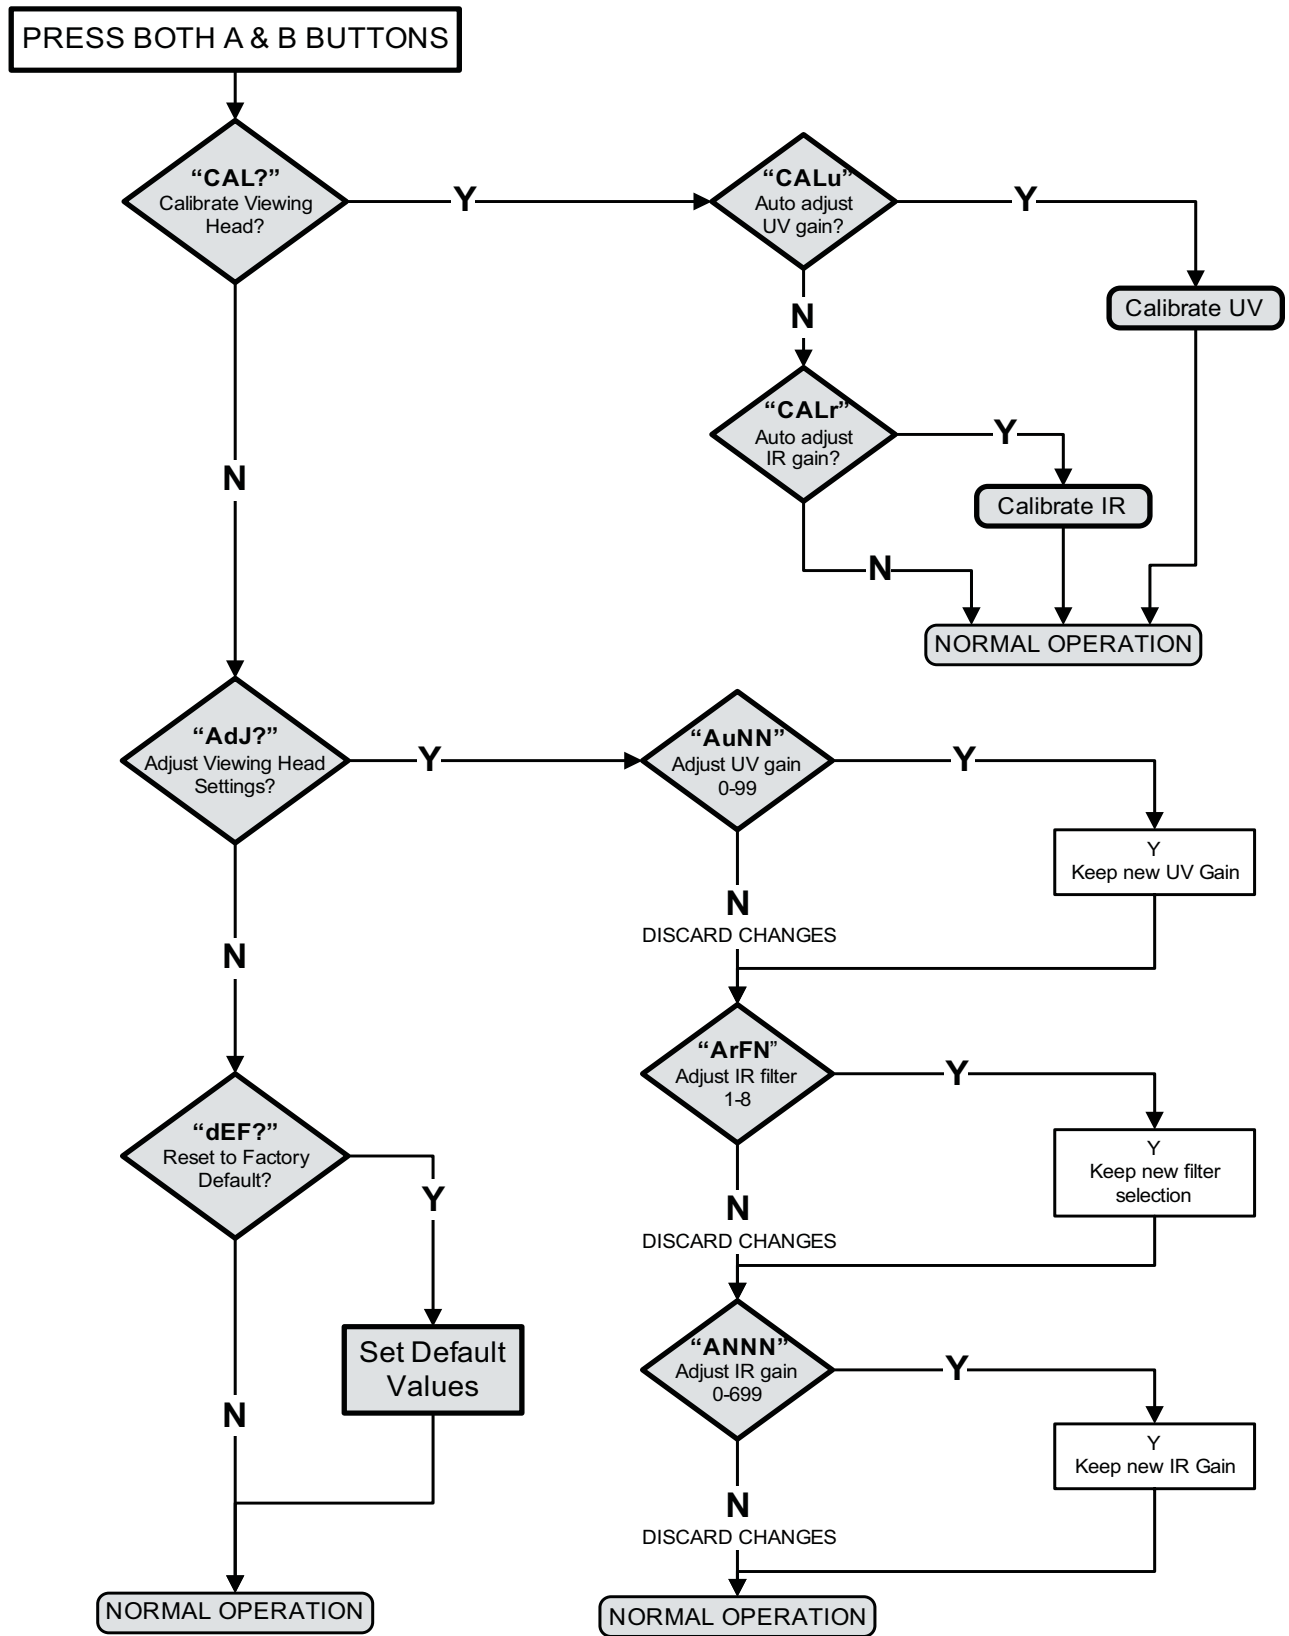 PRESS BOTH A & B BUTTONS
“CAL?”
Calibrate Viewing
Head?
Y
“CALu”
Auto adjust
UV gain?
Y
Calibrate UV
N
“CALr”
Auto adjust
IR gain?
Y
Calibrate IR
N
NORMAL OPERATION
N
“AdJ?”
Adjust Viewing Head
Settings?
Y
“AuNN”
Adjust UV gain
0-99
Y
Y
Keep new UV Gain
N
DISCARD CHANGES
“ArFN”
Adjust IR filter
1-8
Y
Y
Keep new filter
selection
N
DISCARD CHANGES
“ANNN”
Adjust IR gain
0-699
Y
Y
Keep new IR Gain
N
DISCARD CHANGES
NORMAL OPERATION
N
“dEF?”
Reset to Factory
Default?
Y
Set Default
Values
N
NORMAL OPERATION